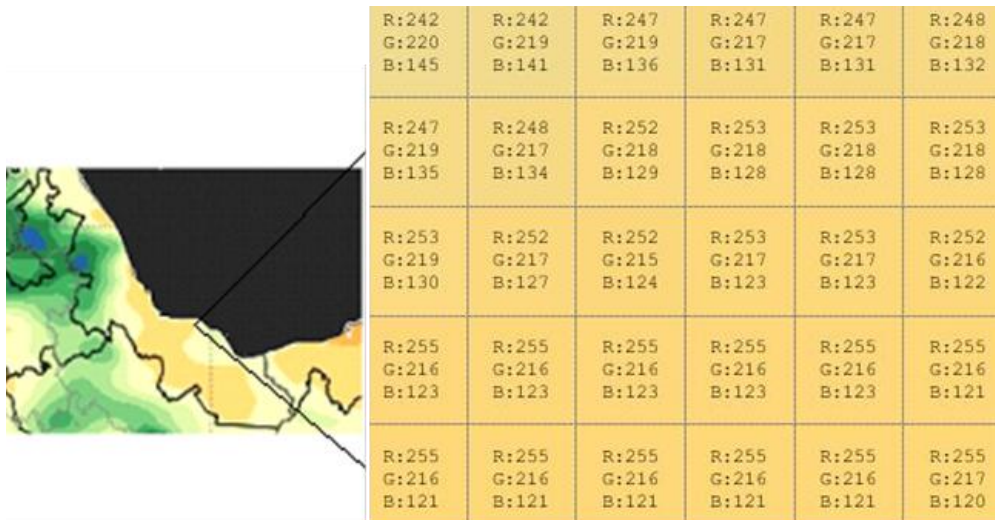 R:242 R:242 R:247 R:247 R:247 R:248
G:220 G:219 G:219 G:217 G:217 G:218
B:145 B:141 B:136 B:131 B:131 B:132
R:247 R:248 R:252 R:253 R:253 R:253
G:219 G:217 G:218 G:218 G:218 G:218
B:135 B:134 B:129 B:128 B:128 B:128
R:253 R:252 R:252 R:253 R:253 R:252
G:219 G:217 G:215 G:217 G:217 G:216
B:130 B:127 B:124 B:123 B:123 B:122
R:255 R:255 R:255 R:255 R:255 R:255
G:216 G:216 G:216 G:216 G:216 G:216
B:123 B:123 B:123 B:123 B:123 B:121
R:255 R:255 R:255 R:255 R:255 R:255
G:216 G:216 G:216 G:216 G:216 G:217
B:121 B:121 B:121 B:121 B:121 B:120